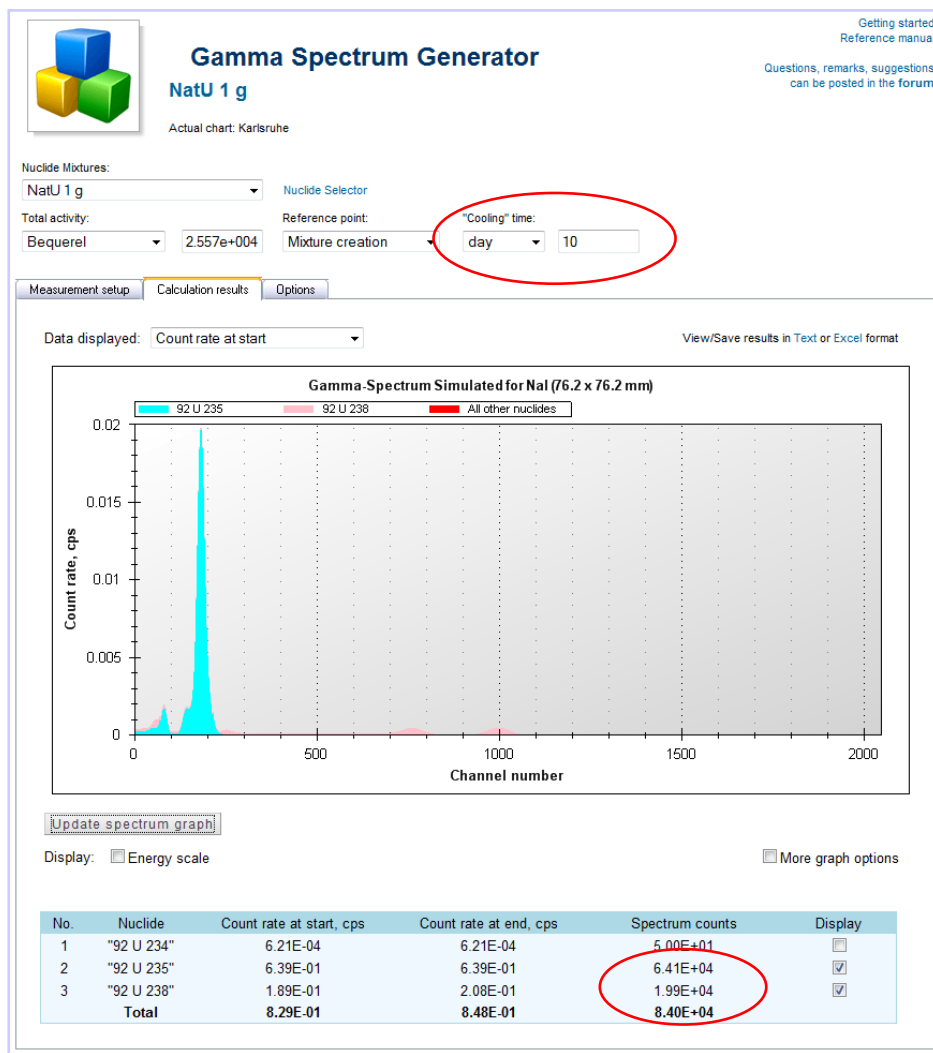 Getting started
Reference manua
Gamma Spectrum Generator
Questions, remarks, suggestions
can be posted in the forum
NatU 1 g
Actual chart: Karlsruhe
Nuclide Mixtures:
NatU 1 g Nuclide Selector
Total activity: Reference point: "Cooling" time:
Bequerel 2.557e+004 Mixture creation day 10
Measurement setup Calculation results Options
Data displayed: Count rate at start View/Save results in Text or Excel format
Gamma-Spectrum Simulated for NaI (76.2 x 76.2 mm)
92 U 235 92 U 238 All other nuclides
0.02
0.015
0.01
0.005
0
Count rate, cps
0 500 1000 1500 2000
Channel number
Update spectrum graph
Display: Energy scale More graph options
No. Nuclide Count rate at start, cps Count rate at end, cps Spectrum counts Display
1 "92 U 234" 6.21E-04 6.21E-04 5.00E+01
2 "92 U 235" 6.39E-01 6.39E-01 6.41E+04
3 "92 U 238" 1.89E-01 2.08E-01 1.99E+04
Total 8.29E-01 8.48E-01 8.40E+04